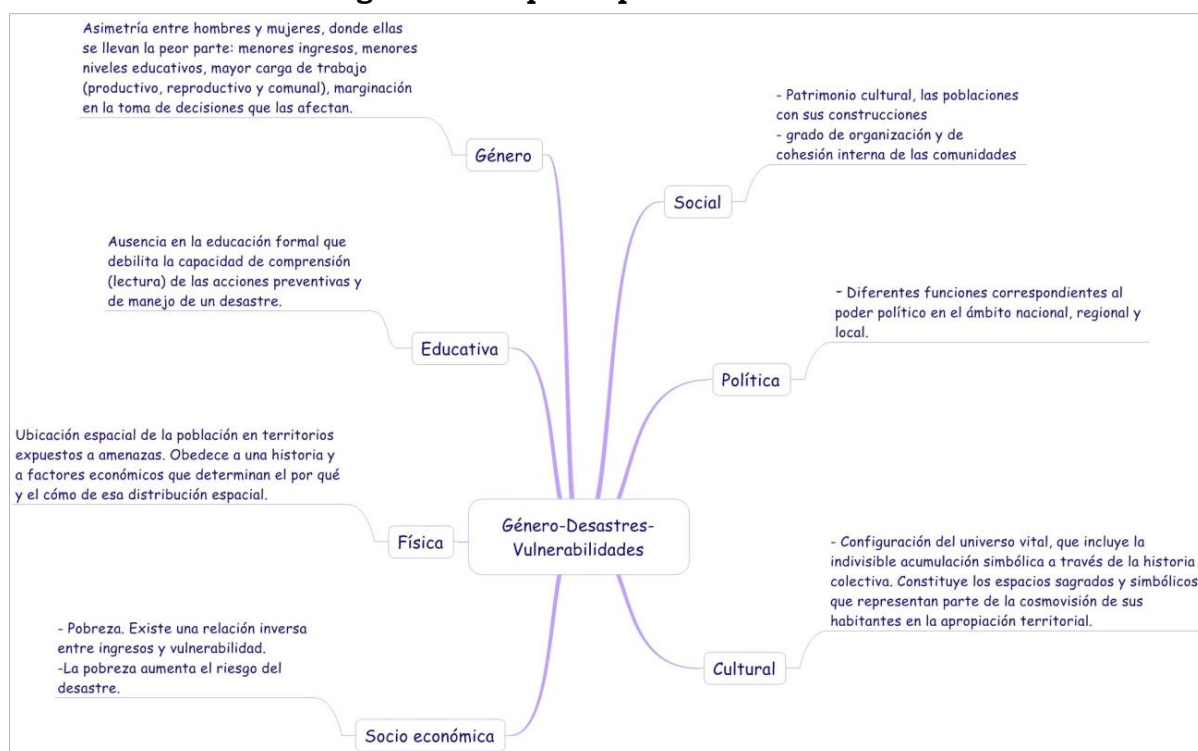 Asimetría entre hombres y mujeres, donde ellas
se llevan la peor parte: menores ingresos, menores
niveles educativos, mayor carga de trabajo
(productivo, reproductivo y comunal), marginación
en la toma de decisiones que las afectan.
Género
- Patrimonio cultural, las poblaciones
con sus construcciones
- grado de organización y de
cohesión interna de las comunidades
Social
Ausencia en la educación formal que
debilita la capacidad de comprensión
(lectura) de las acciones preventivas y
de manejo de un desastre.
Educativa
- Diferentes funciones correspondientes al
poder político en el ámbito nacional, regional y
local.
Política
Ubicación espacial de la población en territorios
expuestos a amenazas. Obedece a una historia y
a factores económicos que determinan el por qué
y el cómo de esa distribución espacial.
Física
Género-Desastres-
Vulnerabilidades
- Configuración del universo vital, que incluye la
indivisible acumulación simbólica a través de la historia
colectiva. Constituye los espacios sagrados y simbólicos
que representan parte de la cosmovisión de sus
habitantes en la apropiación territorial.
Cultural
- Pobreza. Existe una relación inversa
entre ingresos y vulnerabilidad.
-La pobreza aumenta el riesgo del
desastre.
Socio económica